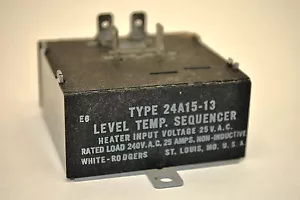 E6
TYPE 24A15-13
LEVEL TEMP. SEQUENCER
HEATER INPUT VOLTAGE 25 V. A.C.
RATED LOAD 240V. A.C. 25 AMPS. NON-INDUCTIVE
WHITE-RODGERS ST. LOUIS, MO. U. S. A.